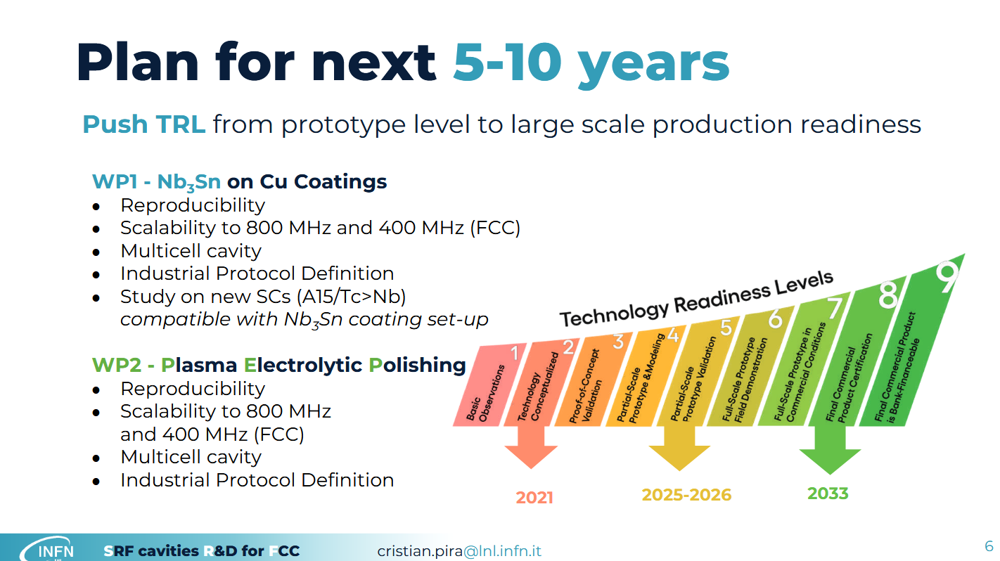 Plan for next 5-10 years
Push TRL from prototype level to large scale production readiness
WP1 - Nb₃Sn on Cu Coatings
● Reproducibility
● Scalability to 800 MHz and 400 MHz (FCC)
● Multicell cavity
● Industrial Protocol Definition
● Study on new SCs (A15/Tc>Nb)
compatible with Nb₃Sn coating set-up
WP2 - Plasma Electrolytic Polishing
● Reproducibility
● Scalability to 800 MHz
and 400 MHz (FCC)
● Multicell cavity
● Industrial Protocol Definition
Technology Readiness Levels
1
Basic
Observations
2
Technology
Conceptualized
3
Proof-of-Concept
Validation
4
Partial-Scale
Prototype &Modeling
5
Partial-Scale
Prototype Validation
6
Full-Scale Prototype
Field Demonstration
7
Full-Scale Prototype in
Commercial Conditions
8
Final Commercial
Product Certification
9
Final Commercial Product
is Bank-Financeable
2021
2025-2026
2033
INFN
SRF cavities R&D for FCC
cristian.pira@lnl.infn.it
6